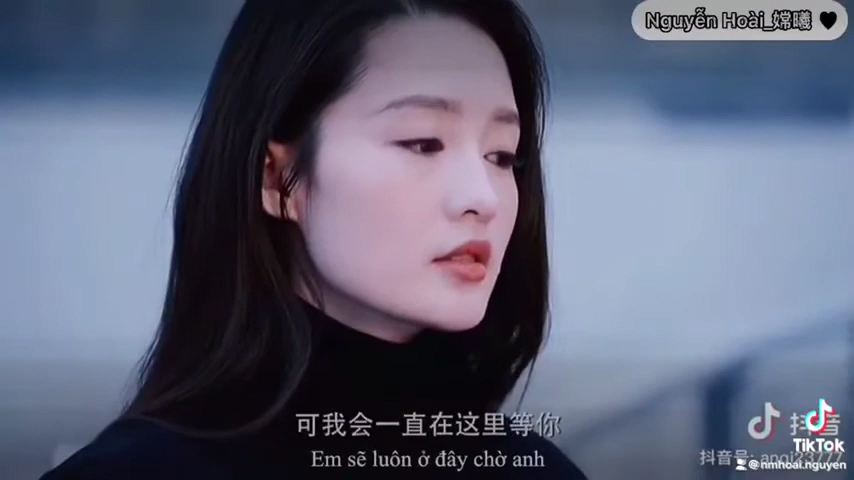 Nguyễn Hoài_嫦曦 🖤
可我会一直在这里等你
Em sẽ luôn ở đây chờ anh
抖音
TikTok
抖音号:
@nmhoai.nguyen